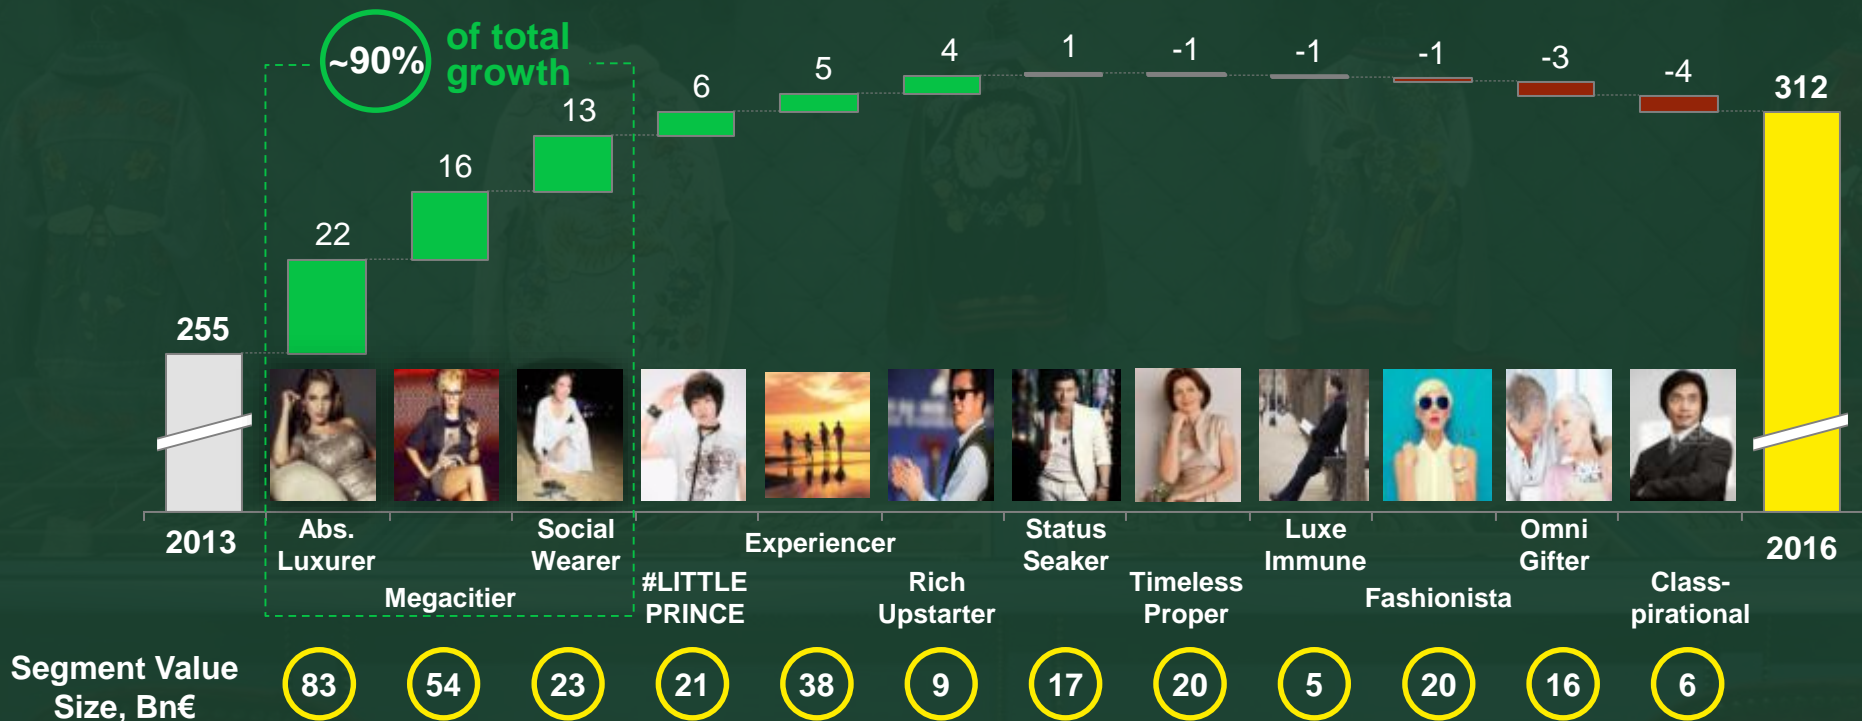 ~90%
of total
growth
255
22
16
13
6
5
4
1
-1
-1
-1
-3
-4
312
2013
Abs.
Luxurer
Megacitier
Social
Wearer
#LITTLE
PRINCE
Experiencer
Rich
Upstarter
Status
Seaker
Timeless
Proper
Luxe
Immune
Fashionista
Omni
Gifter
Class-
pirational
2016
Segment Value
Size, Bn€
83
54
23
21
38
9
17
20
5
20
16
6